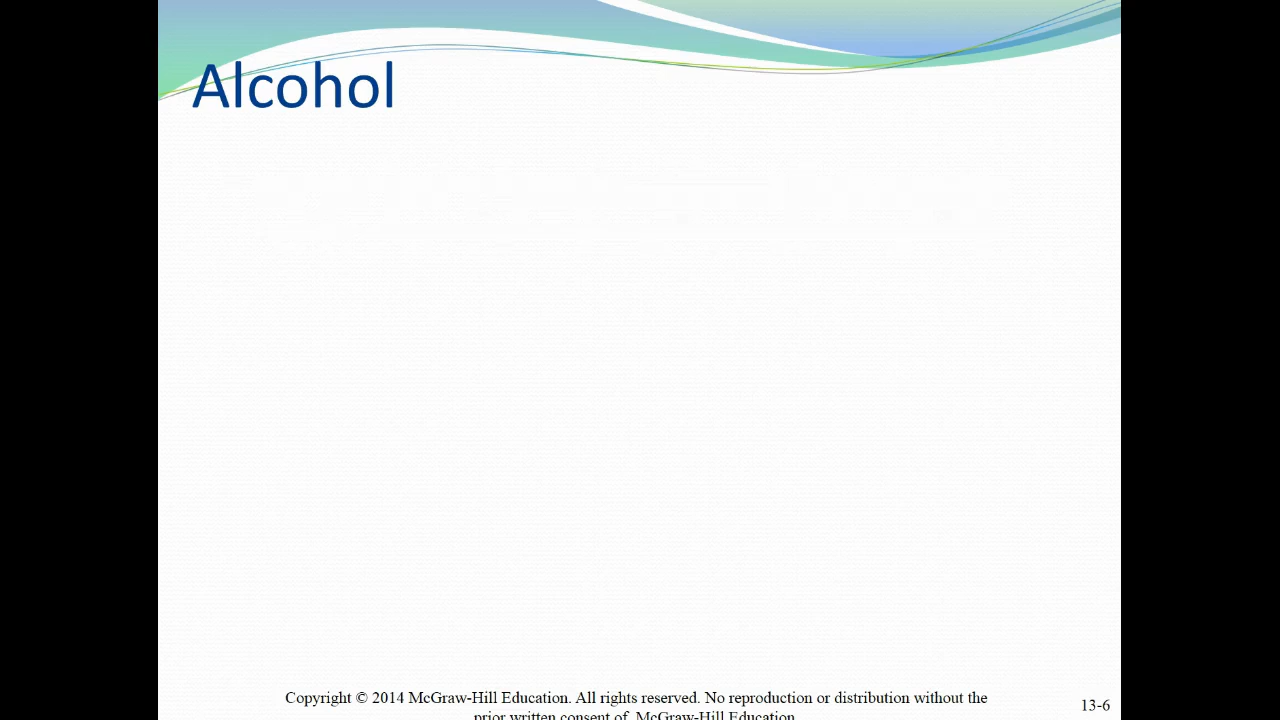 Alcohol
Copyright © 2014 McGraw-Hill Education. All rights reserved. No reproduction or distribution without the
prior written consent of McGraw-Hill Education.
13-6